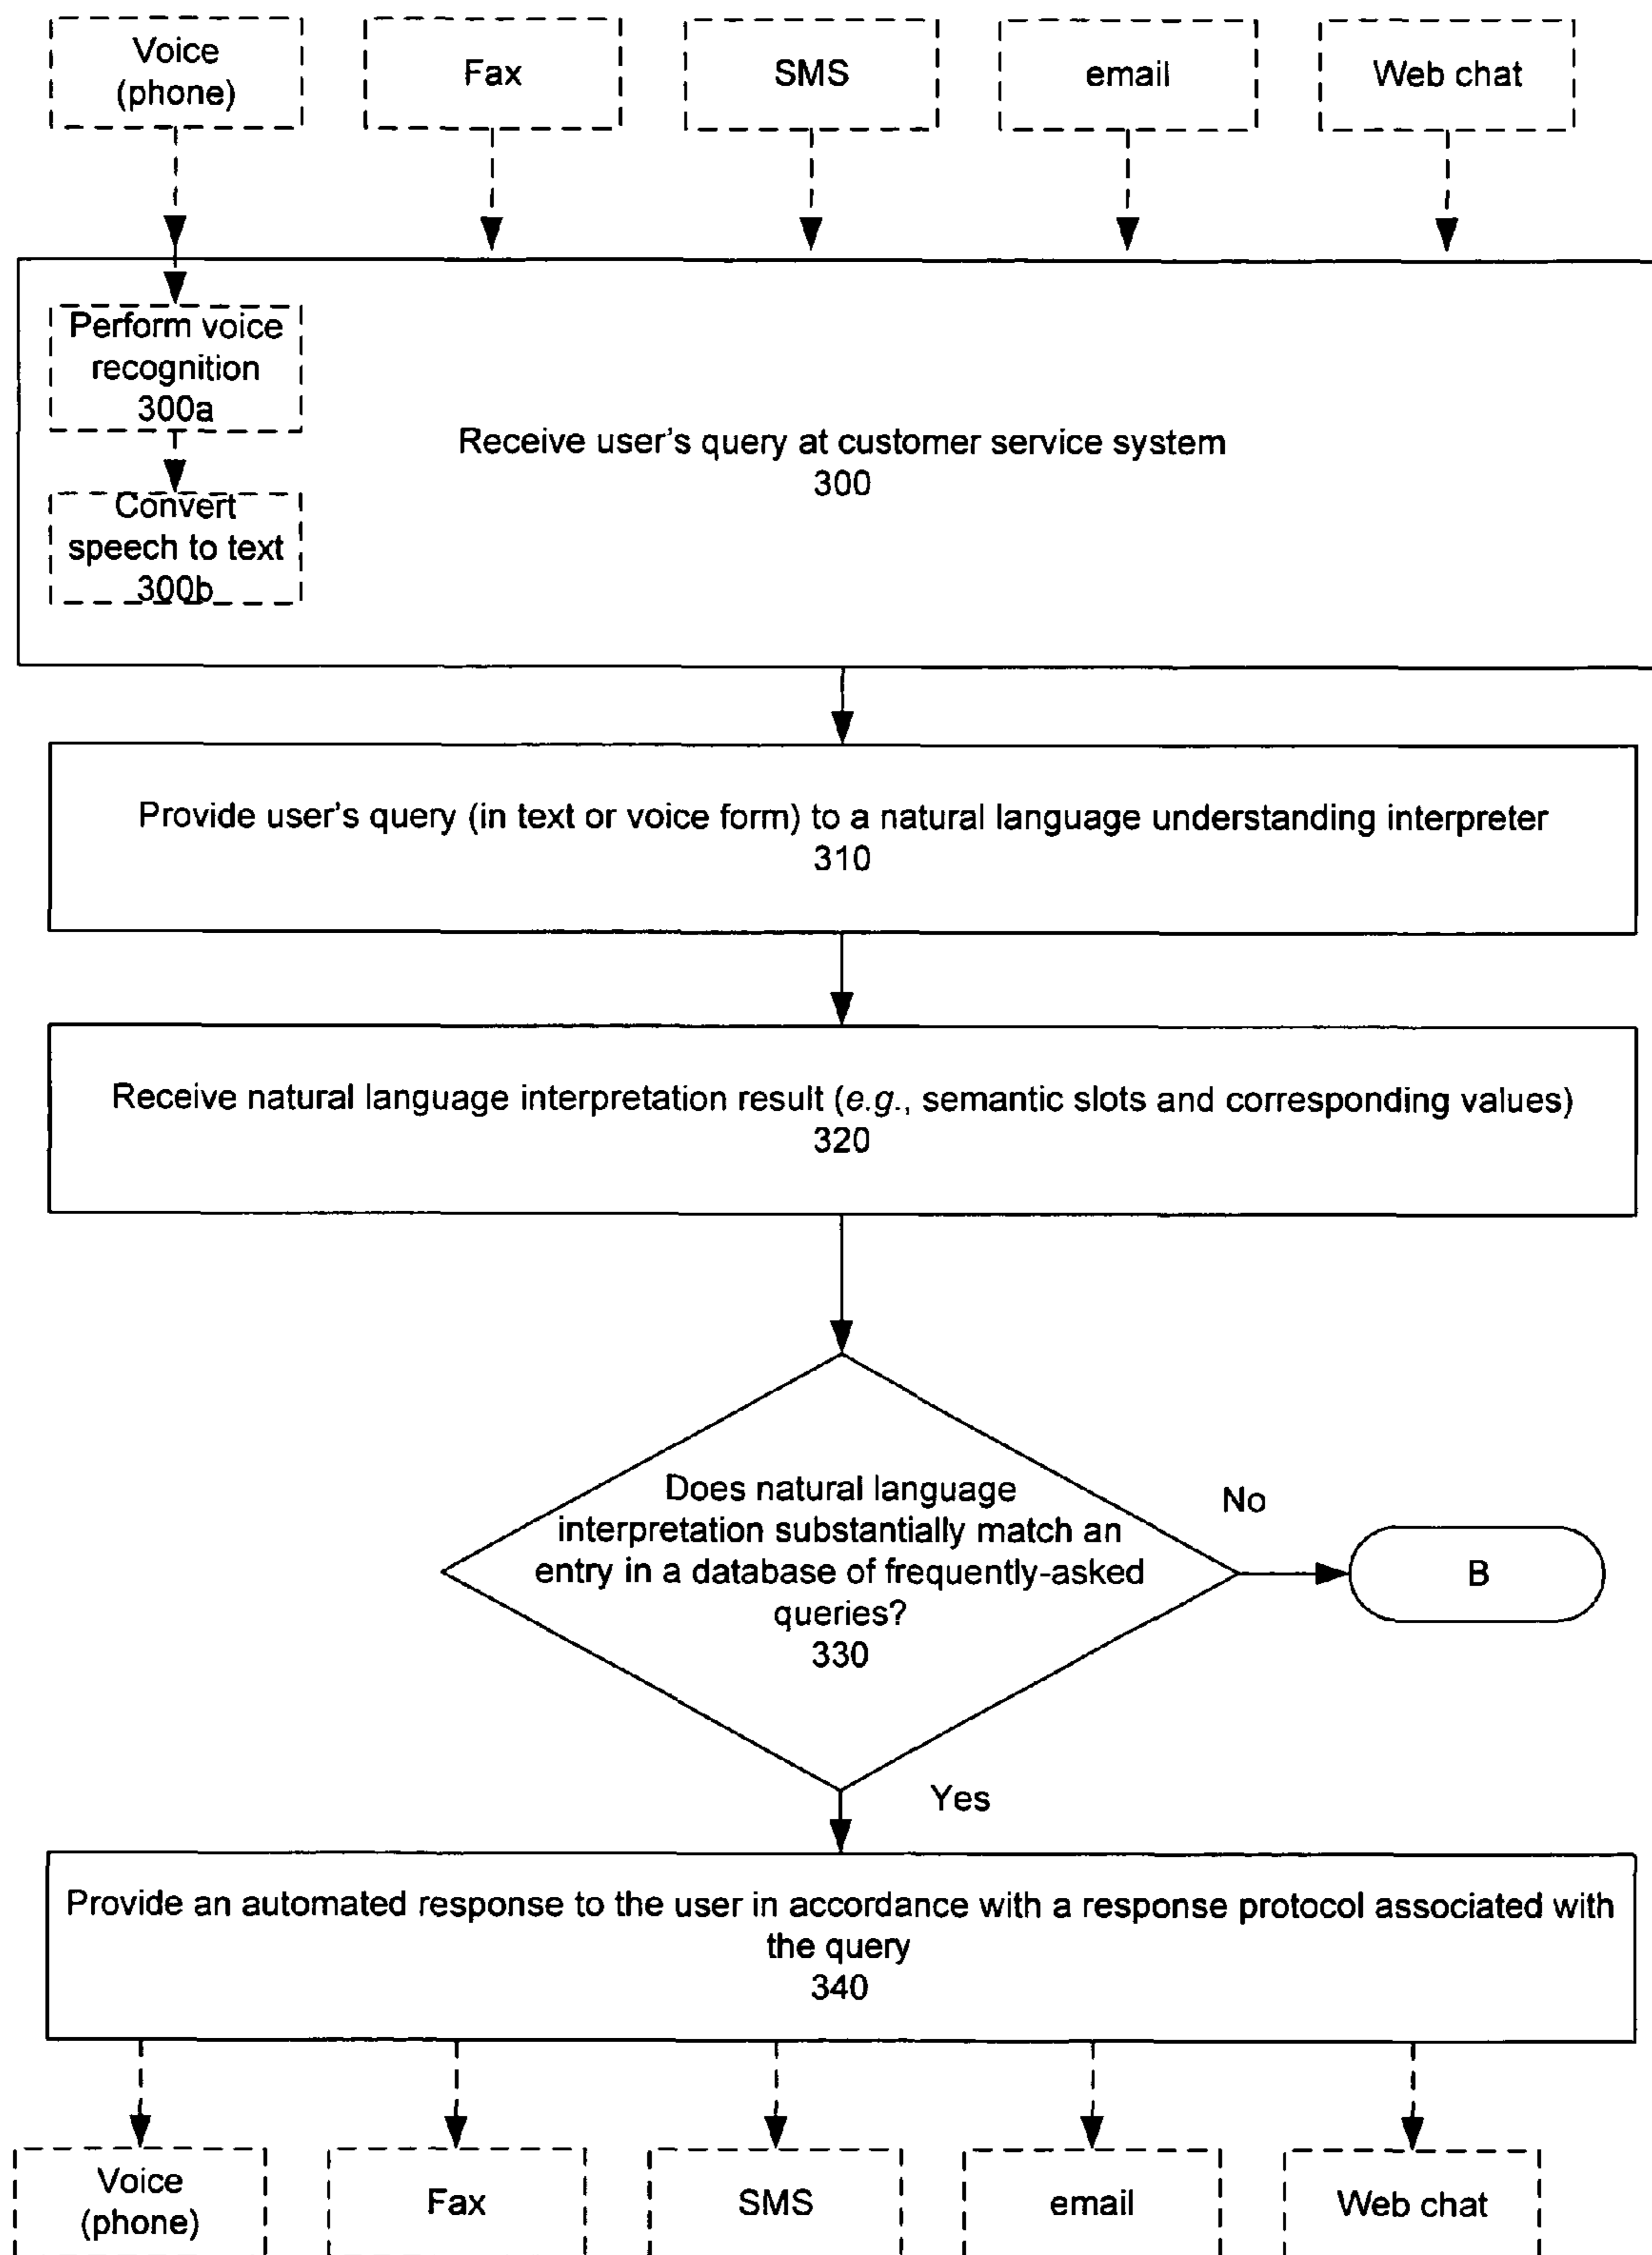 Voice
(phone)
Fax
SMS
email
Web chat
Perform voice
recognition
300a
Convert
speech to text
300b
Receive user's query at customer service system
300
Provide user's query (in text or voice form) to a natural language understanding interpreter
310
Receive natural language interpretation result (e.g., semantic slots and corresponding values)
320
Does natural language
interpretation substantially match an
entry in a database of frequently-asked
queries?
330
No
B
Yes
Provide an automated response to the user in accordance with a response protocol associated with
the query
340
Voice
(phone)
Fax
SMS
email
Web chat